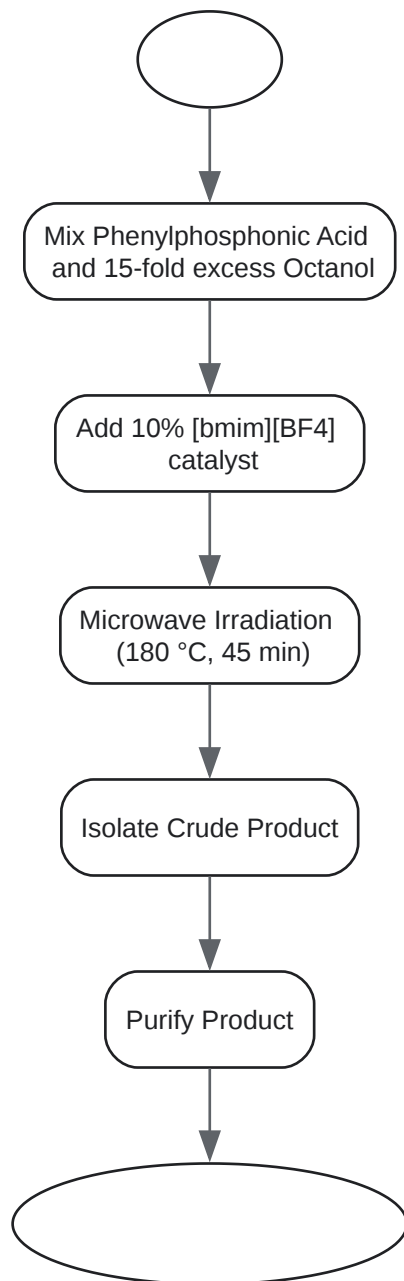 Mix Phenylphosphonic Acid
and 15-fold excess Octanol
Add 10% [bmim][BF4]
catalyst
Microwave Irradiation
(180 °C, 45 min)
Isolate Crude Product
Purify Product